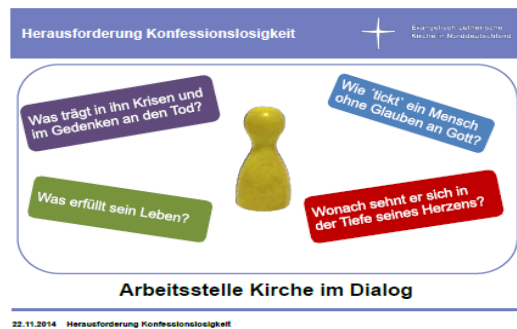 Herausforderung Konfessionslosigkeit
Evangelisch Lutherische
Kirche in Norddeutschland
Was trägt in ihn Krisen und
im Gedenken an den Tod?
Wie ´tickt` ein Mensch
ohne Glauben an Gott?
Was erfüllt sein Leben?
Wonach sehnt er sich in
der Tiefe seines Herzens?
Arbeitsstelle Kirche im Dialog
22.11.2014 Herausforderung Konfessionslosigkeit